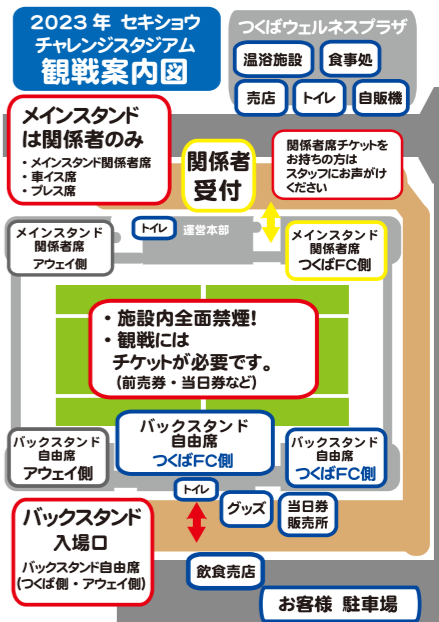 2023年 セキショウ
チャレンジスタジアム
観戦案内図
つくばウェルネスプラザ
温浴施設
食事処
売店
トイレ
自販機
メインスタンド
は関係者のみ
・メインスタンド関係者席
・車イス席
・プレス席
関係者
受付
関係者席チケットを
お持ちの方は
スタッフにお声がけ
ください
メインスタンド
関係者席
アウェイ側
トイレ
運営本部
メインスタンド
関係者席
つくばFC側
・施設内全面禁煙!
・観戦には
チケットが必要です。
(前売券・当日券など)
バックスタンド
自由席
アウェイ側
バックスタンド
自由席
つくばFC側
バックスタンド
自由席
つくばFC側
トイレ
グッズ
当日券
販売所
バックスタンド
入場口
バックスタンド自由席
(つくば側・アウェイ側)
飲食売店
お客様 駐車場